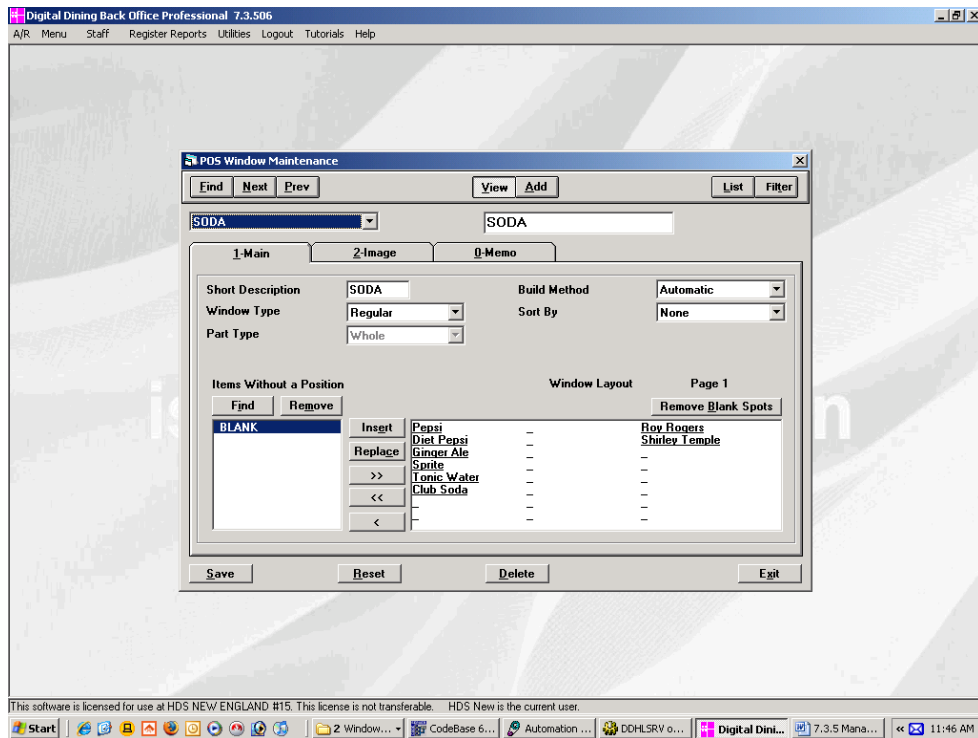 Digital Dining Back Office Professional 7.3.506
A/R Menu Staff Register Reports Utilities Logout Tutorials Help
POS Window Maintenance
Find Next Prev View Add List Filter
SODA SODA
1-Main 2-Image 0-Memo
Short Description SODA Build Method Automatic
Window Type Regular Sort By None
Part Type Whole
Items Without a Position Window Layout Page 1
Find Remove Remove Blank Spots
BLANK Insert Pepsi _ Roy Rogers
Diet Pepsi _ Shirley Temple
Replace Ginger Ale _ _
Sprite _ _
>> Tonic Water _ _
<< Club Soda _ _
_ _ _
< _ _ _
Save Reset Delete Exit
This software is licensed for use at HDS NEW ENGLAND #15. This license is not transferable. HDS New is the current user.
Start 2 Window... CodeBase 6... Automation ... DDHLSRV o... Digital Dini... 7.3.5 Mana... « 11:46 AM